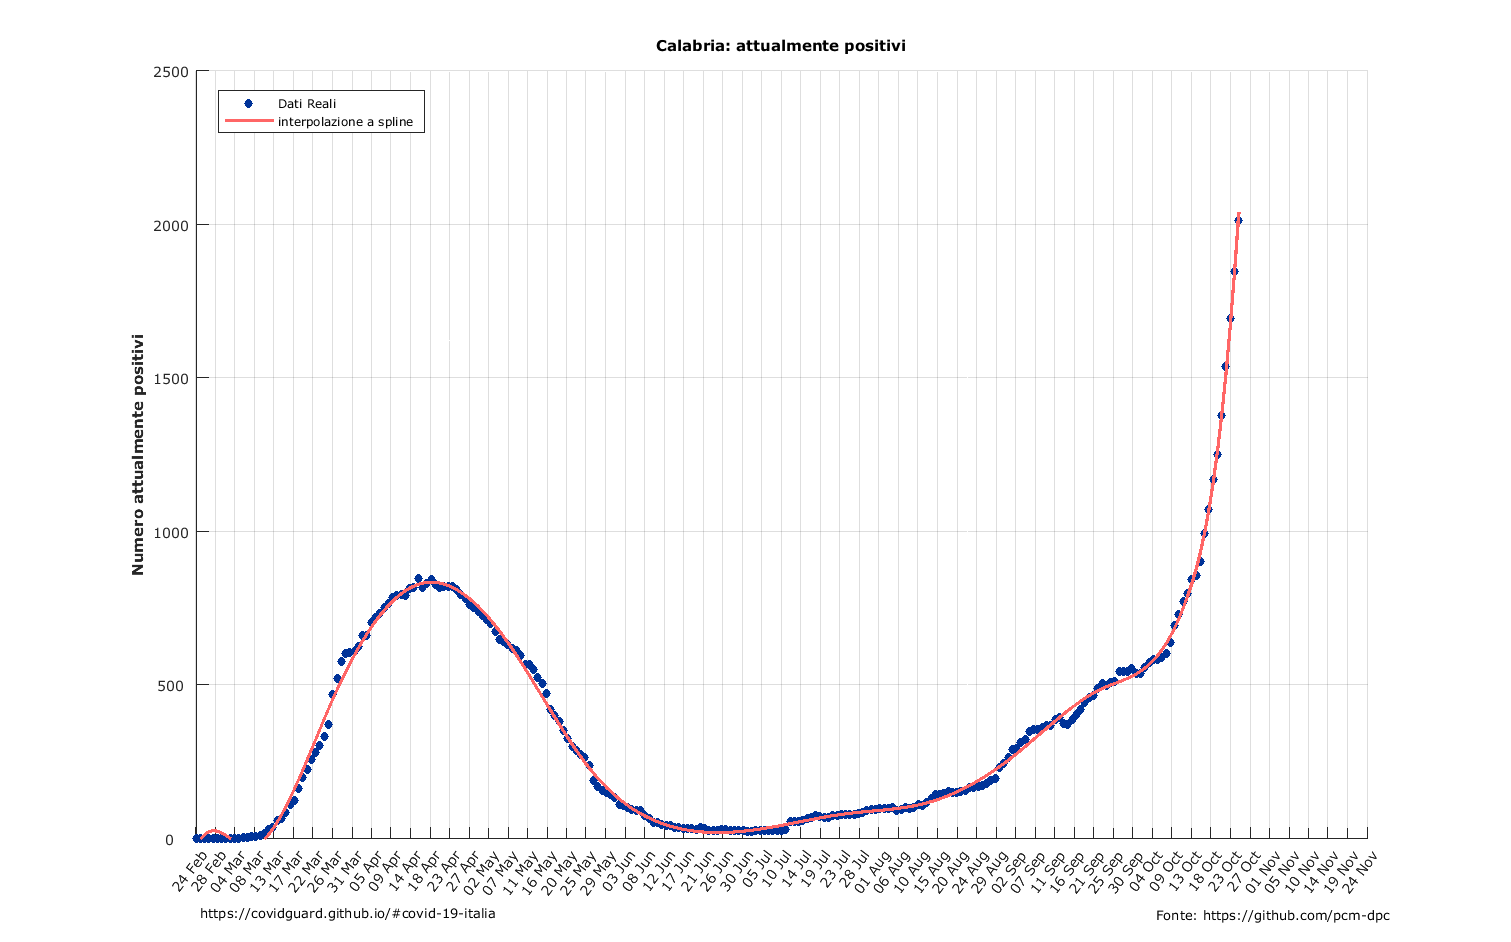 Calabria: attualmente positivi
2500
2000
1500
1000
500
0
Numero attualmente positivi
Dati Reali
interpolazione a spline
24 Feb
28 Feb
04 Mar
08 Mar
13 Mar
17 Mar
22 Mar
26 Mar
31 Mar
05 Apr
09 Apr
14 Apr
18 Apr
23 Apr
27 Apr
02 May
07 May
11 May
16 May
20 May
25 May
29 May
03 Jun
08 Jun
12 Jun
17 Jun
21 Jun
26 Jun
30 Jun
05 Jul
10 Jul
14 Jul
19 Jul
23 Jul
28 Jul
01 Aug
06 Aug
10 Aug
15 Aug
20 Aug
24 Aug
29 Aug
02 Sep
07 Sep
11 Sep
16 Sep
21 Sep
25 Sep
30 Sep
04 Oct
09 Oct
13 Oct
18 Oct
23 Oct
27 Oct
01 Nov
05 Nov
10 Nov
14 Nov
19 Nov
24 Nov
https://covidguard.github.io/#covid-19-italia
Fonte: https://github.com/pcm-dpc